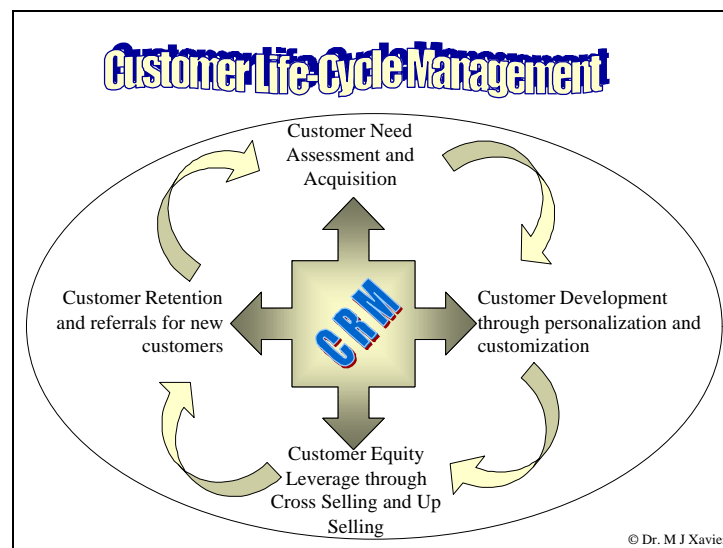 Customer Life-Cycle Management
Customer Need
Assessment and
Acquisition
Customer Retention
and referrals for new
customers
CRM
Customer Development
through personalization and
customization
Customer Equity
Leverage through
Cross Selling and Up
Selling
© Dr. M J Xavie